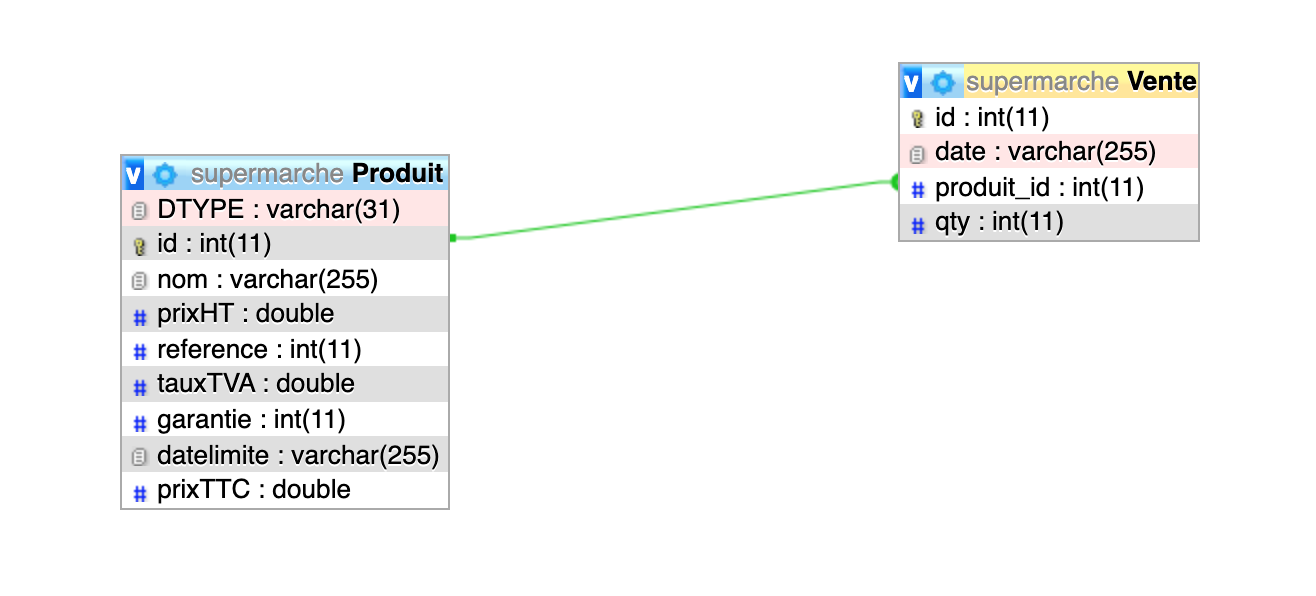 v supermarche Produit
DTYPE : varchar(31)
id : int(11)
nom : varchar(255)
# prixHT : double
# reference : int(11)
# tauxTVA : double
# garantie : int(11)
datelimite : varchar(255)
# prixTTC : double
v supermarche Vente
id : int(11)
date : varchar(255)
# produit_id : int(11)
# qty : int(11)